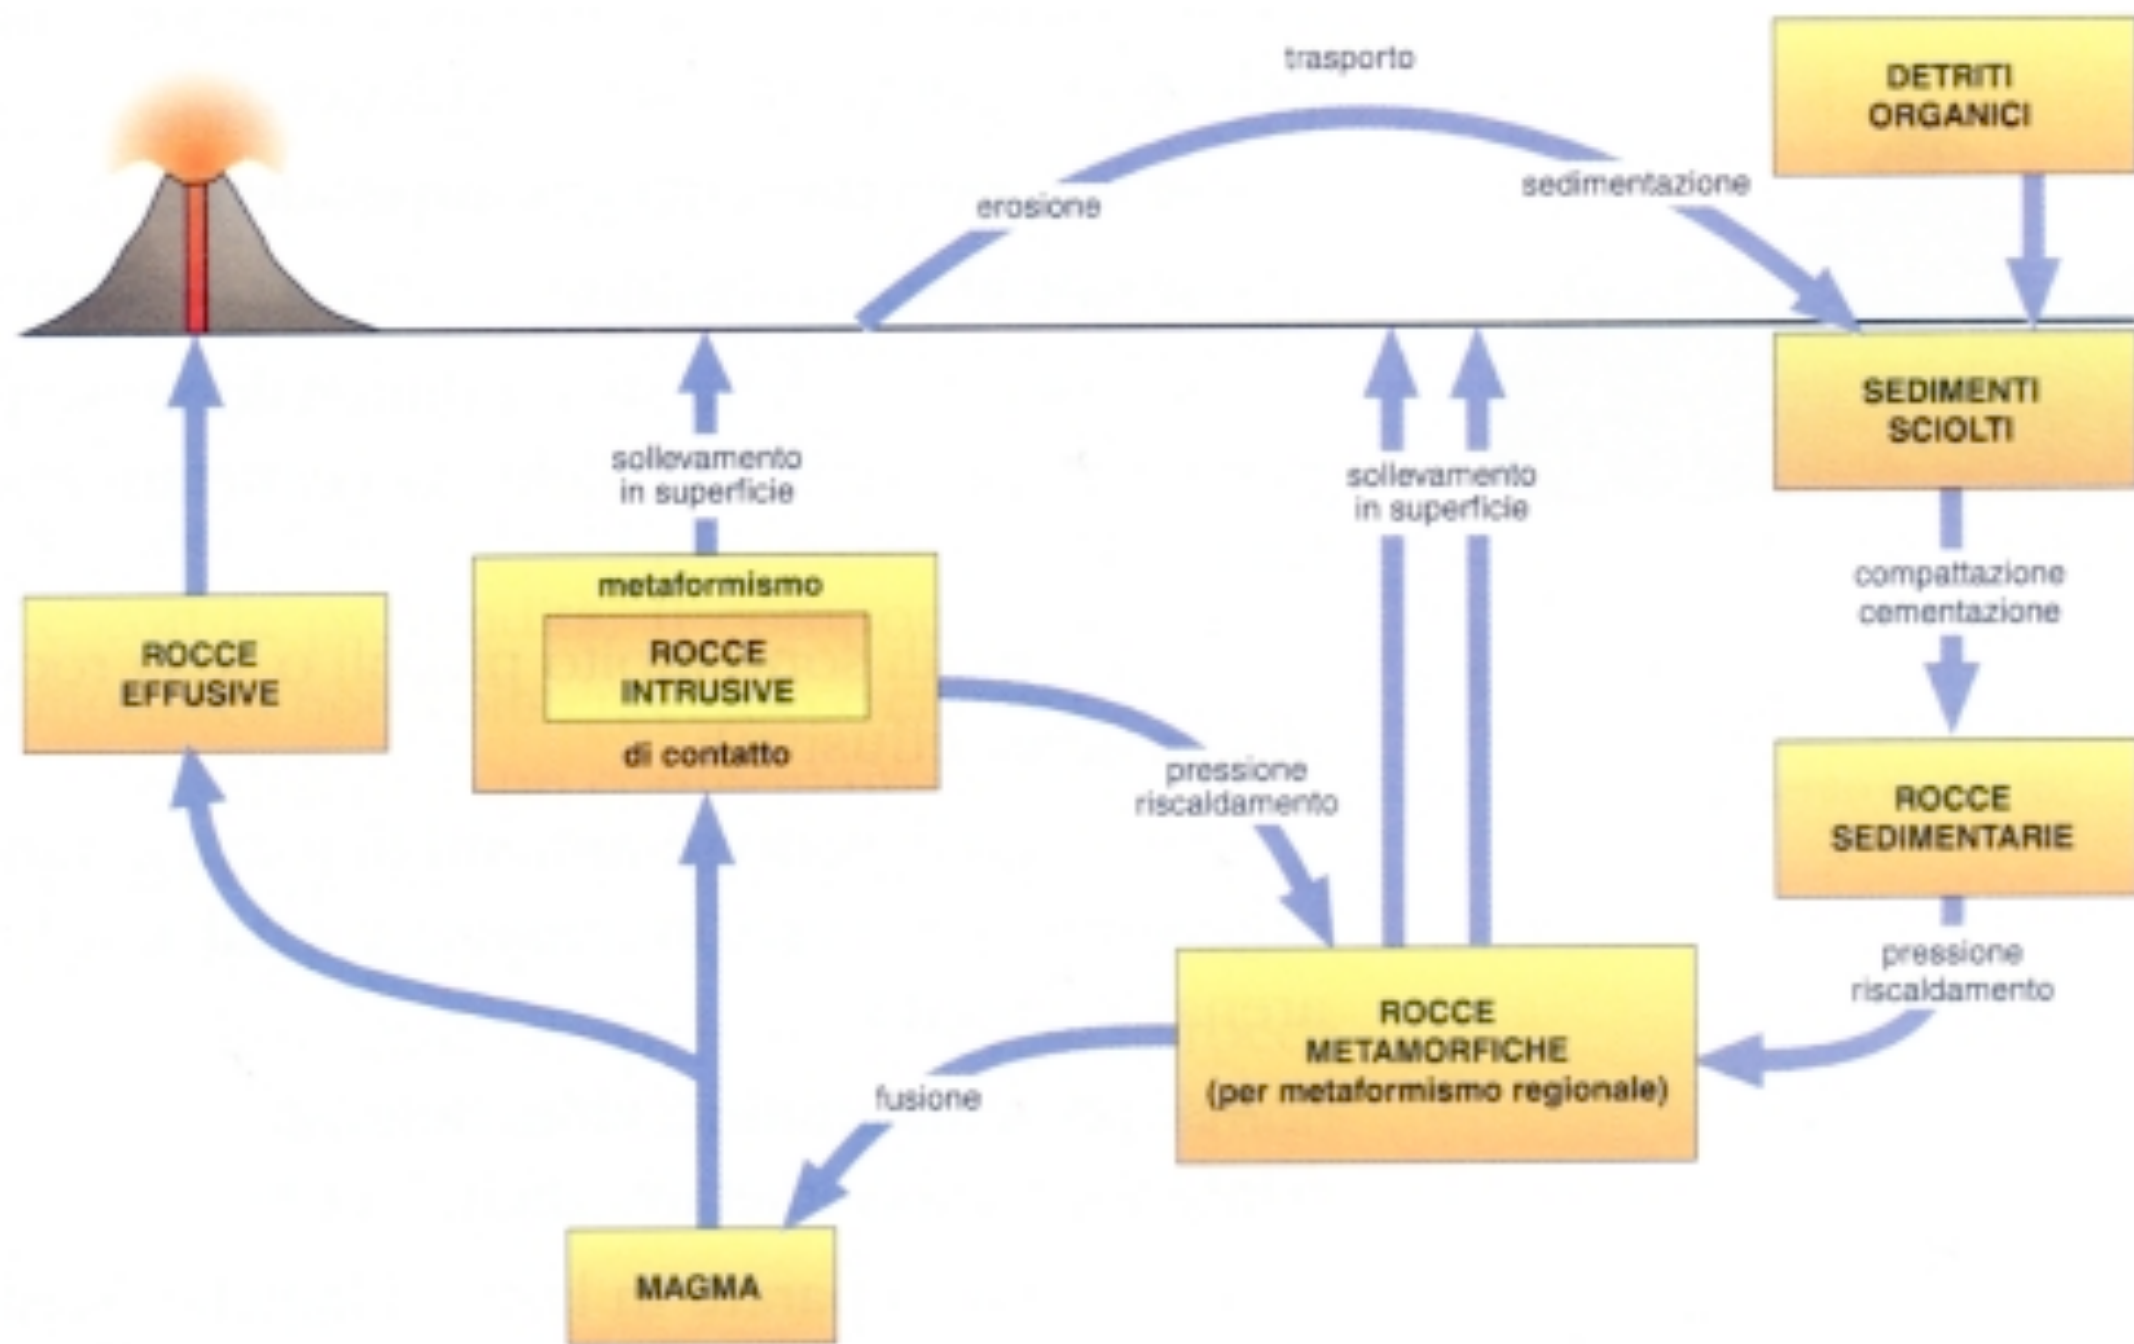 trasporto
DETRITI
ORGANICI
erosione
sedimentazione
SEDIMENTI
SCIOLTI
sollevamento
in superficie
sollevamento
in superficie
compattazione
cementazione
metaformismo
ROCCE
INTRUSIVE
di contatto
ROCCE
EFFUSIVE
pressione
riscaldamento
ROCCE
SEDIMENTARIE
pressione
riscaldamento
ROCCE
METAMORFICHE
(per metaformismo regionale)
fusione
MAGMA